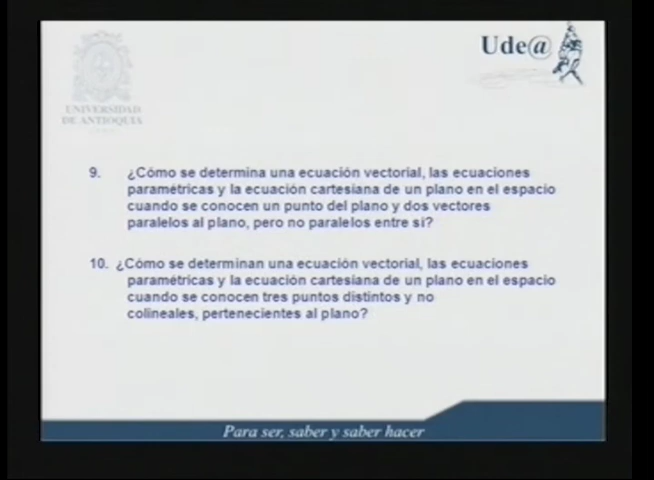 UNIVERSIDAD
DE ANTIOQUIA
Ude@
9. ¿Cómo se determina una ecuación vectorial, las ecuaciones
paramétricas y la ecuación cartesiana de un plano en el espacio
cuando se conocen un punto del plano y dos vectores
paralelos al plano, pero no paralelos entre sí?
10. ¿Cómo se determinan una ecuación vectorial, las ecuaciones
paramétricas y la ecuación cartesiana de un plano en el espacio
cuando se conocen tres puntos distintos y no
colineales, pertenecientes al plano?
Para ser, saber y saber hacer